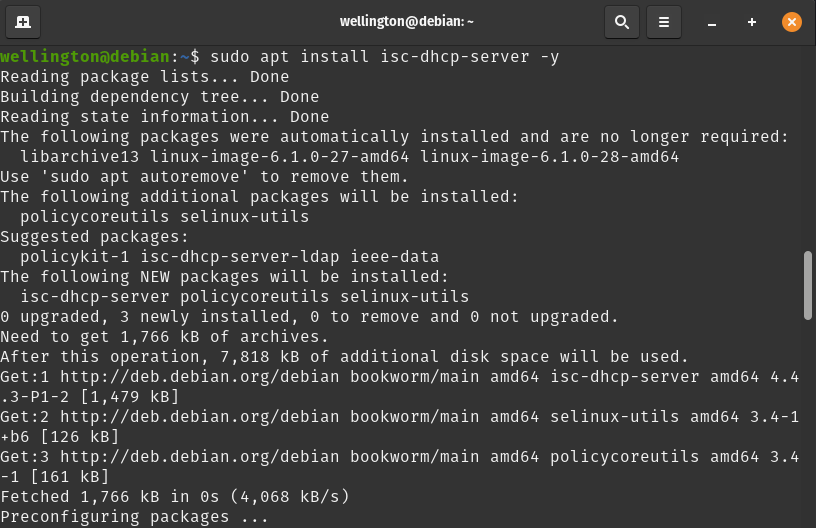 wellington@debian: ~
wellington@debian:~$ sudo apt install isc-dhcp-server -y
Reading package lists... Done
Building dependency tree... Done
Reading state information... Done
The following packages were automatically installed and are no longer required:
  libarchive13 linux-image-6.1.0-27-amd64 linux-image-6.1.0-28-amd64
Use 'sudo apt autoremove' to remove them.
The following additional packages will be installed:
  policycoreutils selinux-utils
Suggested packages:
  policykit-1 isc-dhcp-server-ldap ieee-data
The following NEW packages will be installed:
  isc-dhcp-server policycoreutils selinux-utils
0 upgraded, 3 newly installed, 0 to remove and 0 not upgraded.
Need to get 1,766 kB of archives.
After this operation, 7,818 kB of additional disk space will be used.
Get:1 http://deb.debian.org/debian bookworm/main amd64 isc-dhcp-server amd64 4.4
.3-P1-2 [1,479 kB]
Get:2 http://deb.debian.org/debian bookworm/main amd64 selinux-utils amd64 3.4-1
+b6 [126 kB]
Get:3 http://deb.debian.org/debian bookworm/main amd64 policycoreutils amd64 3.4
-1 [161 kB]
Fetched 1,766 kB in 0s (4,068 kB/s)
Preconfiguring packages ...